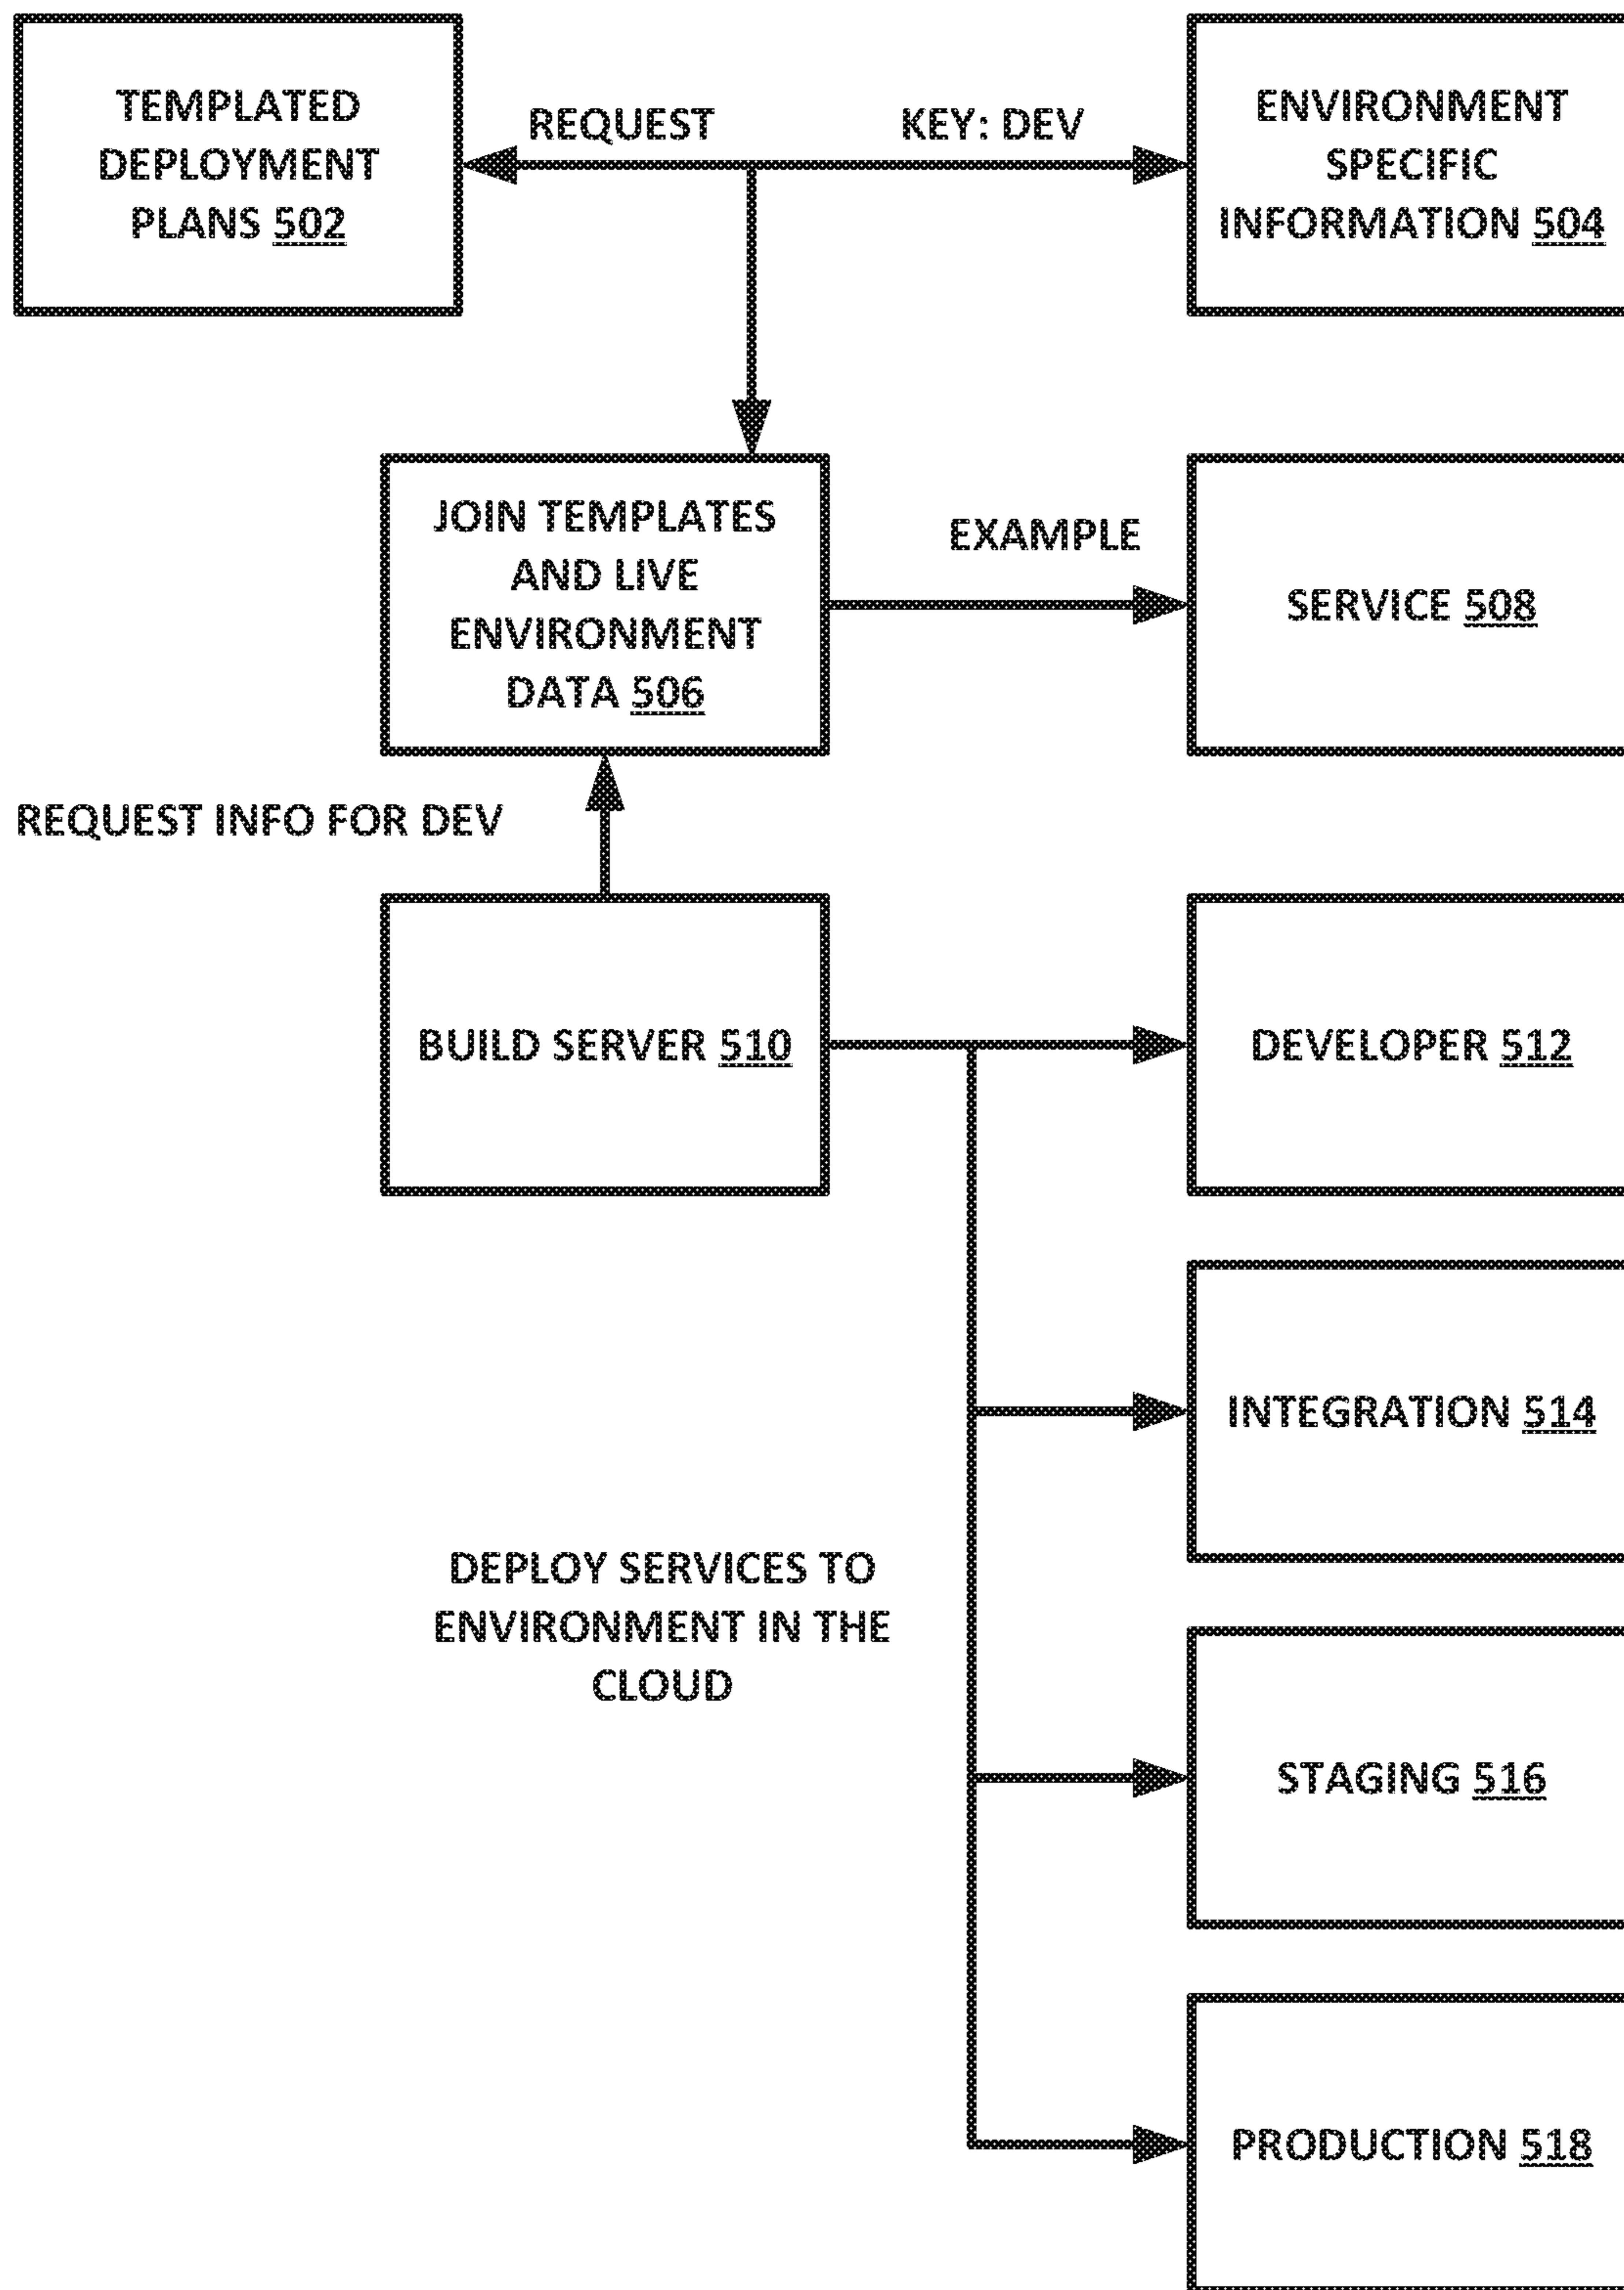 TEMPLATED
DEPLOYMENT
PLANS 502
REQUEST
KEY: DEV
ENVIRONMENT
SPECIFIC
INFORMATION 504
JOIN TEMPLATES
AND LIVE
ENVIRONMENT
DATA 506
EXAMPLE
SERVICE 508
REQUEST INFO FOR DEV
BUILD SERVER 510
DEVELOPER 512
INTEGRATION 514
DEPLOY SERVICES TO
ENVIRONMENT IN THE
CLOUD
STAGING 516
PRODUCTION 518